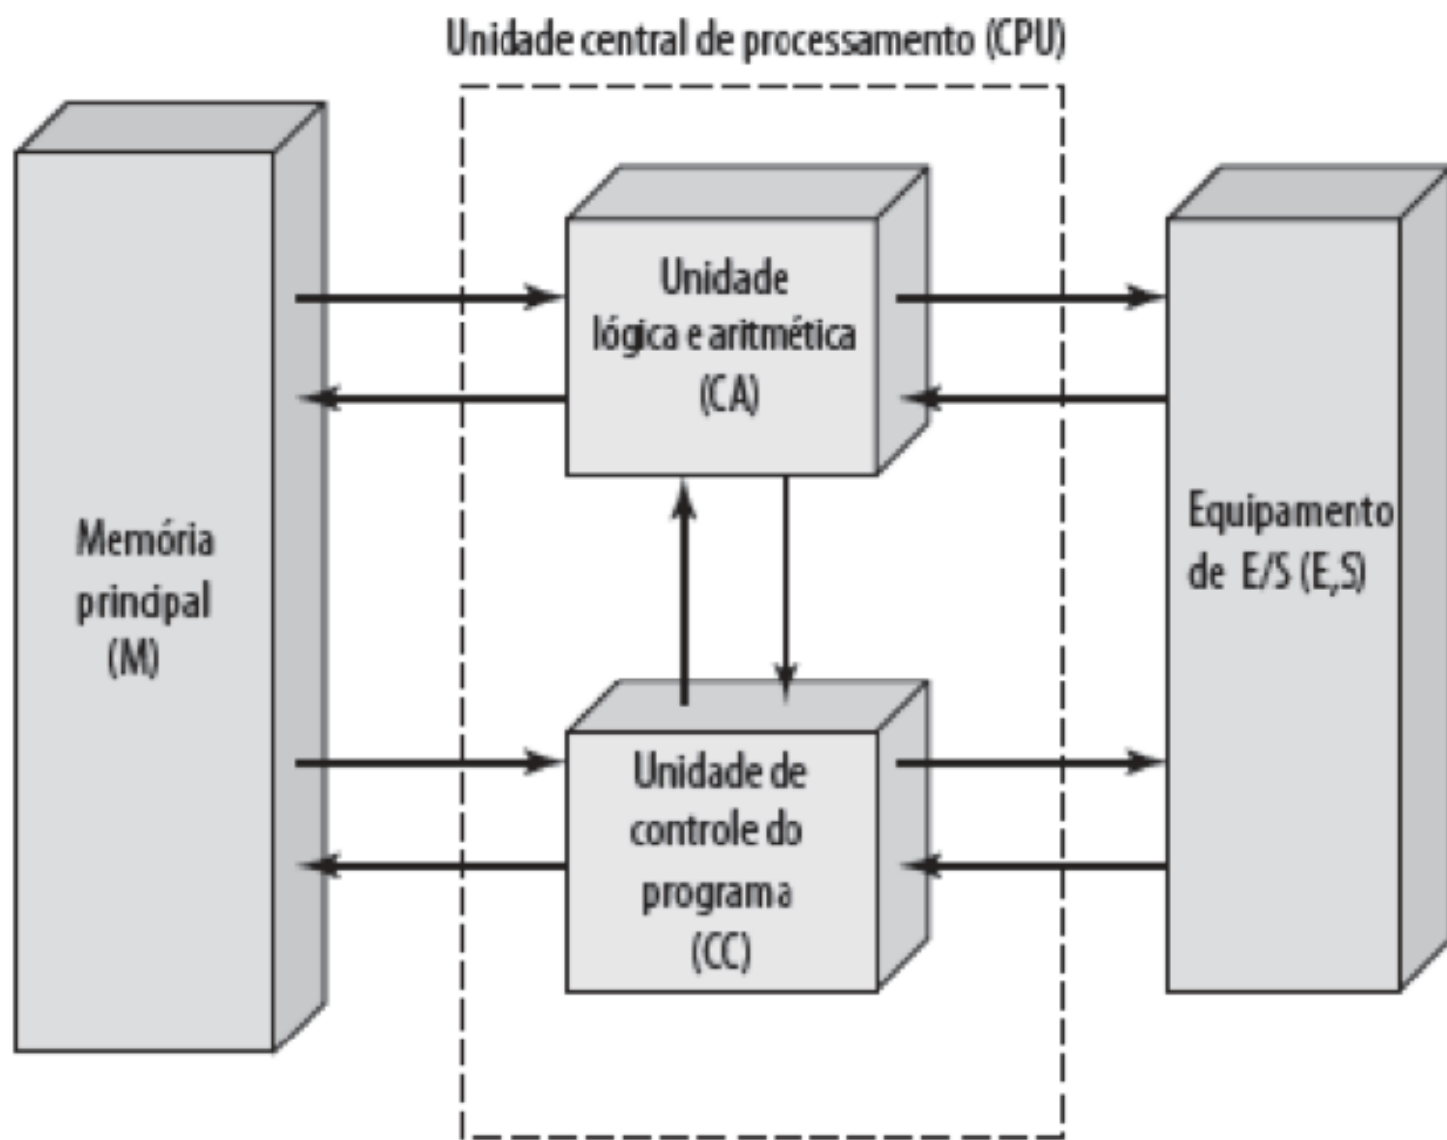 Unidade central de processamento (CPU)
Unidade
lógica e aritmética
(CA)
Memória
principal
(M)
Equipamento
de E/S (E,S)
Unidade de
controle do
programa
(CC)